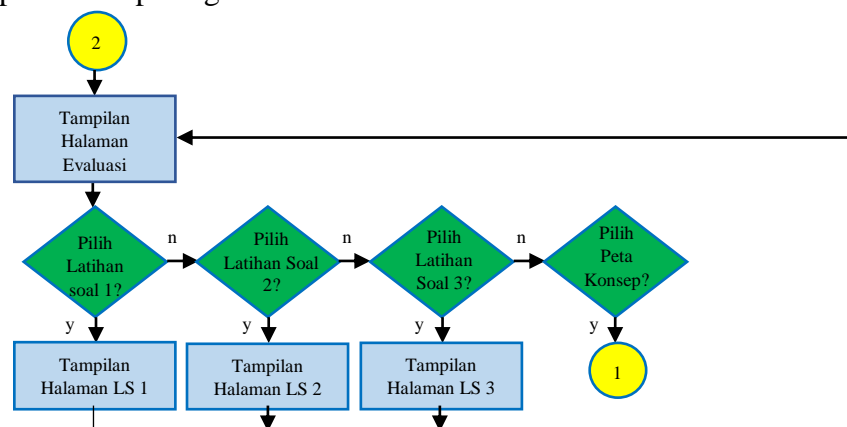 2
Tampilan
Halaman
Evaluasi
Pilih
Latihan
soal 1?
n
Pilih
Latihan Soal
2?
n
Pilih
Latihan
Soal 3?
n
Pilih
Peta
Konsep?
y
y
y
y
Tampilan
Halaman LS 1
Tampilan
Halaman LS 2
Tampilan
Halaman LS 3
1